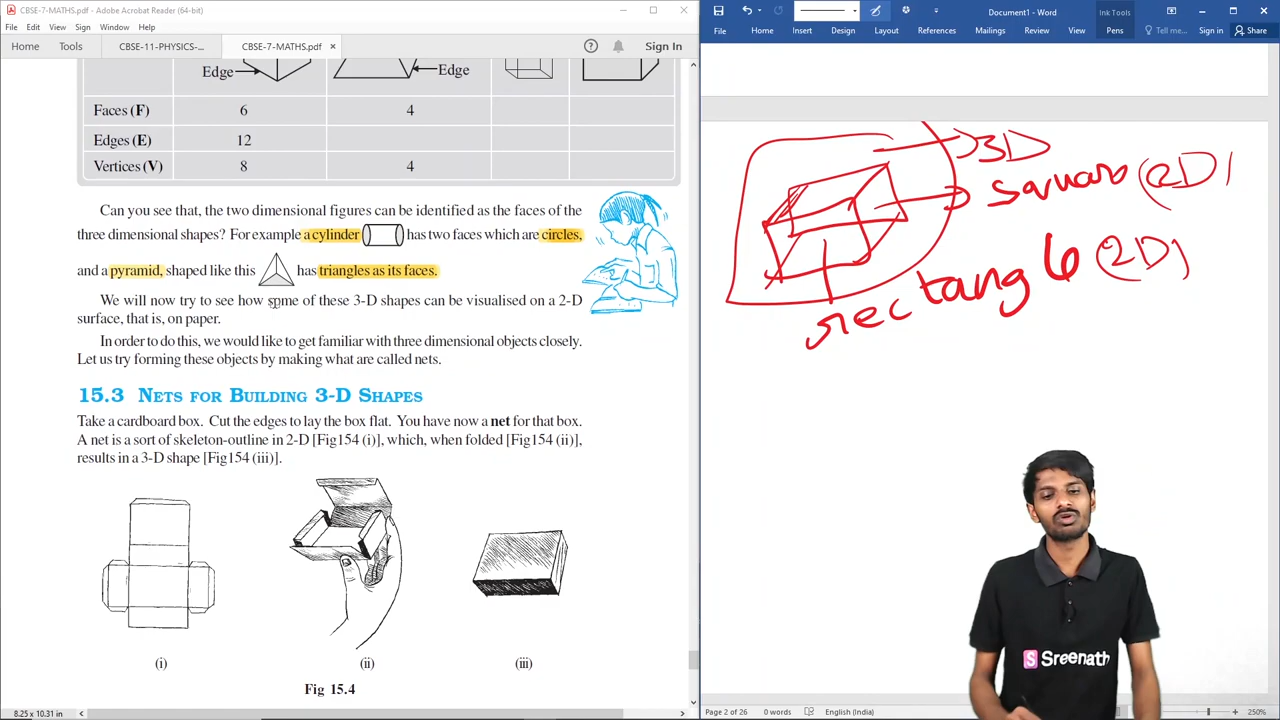 CBSE-7-MATHS.pdf - Adobe Acrobat Reader (64-bit)
File Edit View Sign Window Help
Home Tools CBSE-11-PHYSICS-... CBSE-7-MATHS.pdf × Sign In
Edge Edge
Faces (F) 6 4
Edges (E) 12
Vertices (V) 8 4
Can you see that, the two dimensional figures can be identified as the faces of the
three dimensional shapes? For example a cylinder has two faces which are circles,
and a pyramid, shaped like this has triangles as its faces.
We will now try to see how some of these 3-D shapes can be visualised on a 2-D
surface, that is, on paper.
In order to do this, we would like to get familiar with three dimensional objects closely.
Let us try forming these objects by making what are called nets.
15.3 NETS FOR BUILDING 3-D SHAPES
Take a cardboard box. Cut the edges to lay the box flat. You have now a net for that box.
A net is a sort of skeleton-outline in 2-D [Fig154 (i)], which, when folded [Fig154 (ii)],
results in a 3-D shape [Fig154 (iii)].
(i) (ii) (iii)
Fig 15.4
8.25 x 10.31 in
Document1 - Word
Ink Tools
File Home Insert Design Layout References Mailings Review View Pens Tell me... Sign in Share
3D
(2D)
(2D)
Sreenath
Page 2 of 26 0 words English (India) 250%